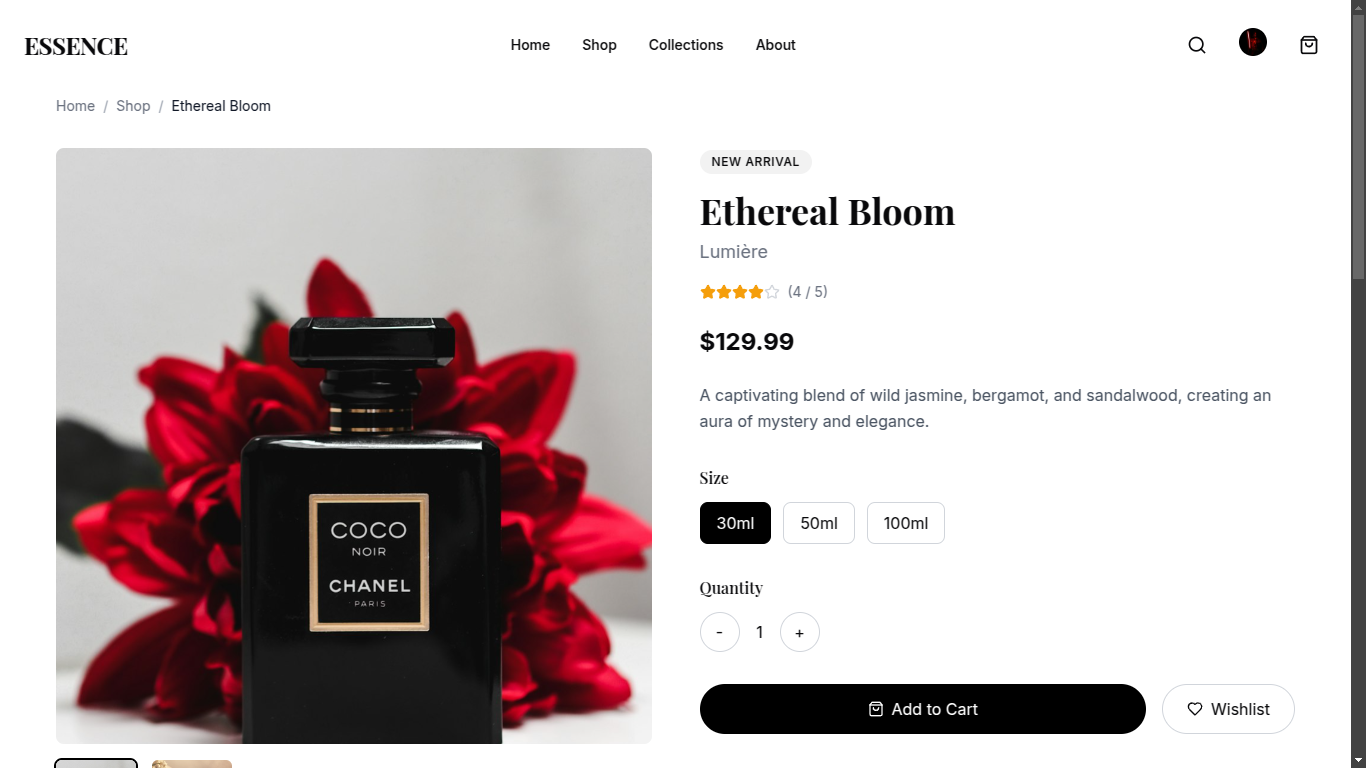 ESSENCE
Home Shop Collections About
Home / Shop / Ethereal Bloom
NEW ARRIVAL
Ethereal Bloom
Lumière
(4 / 5)
$129.99
A captivating blend of wild jasmine, bergamot, and sandalwood, creating an
aura of mystery and elegance.
Size
30ml 50ml 100ml
Quantity
- 1 +
Add to Cart Wishlist
COCO
NOIR
CHANEL
PARIS